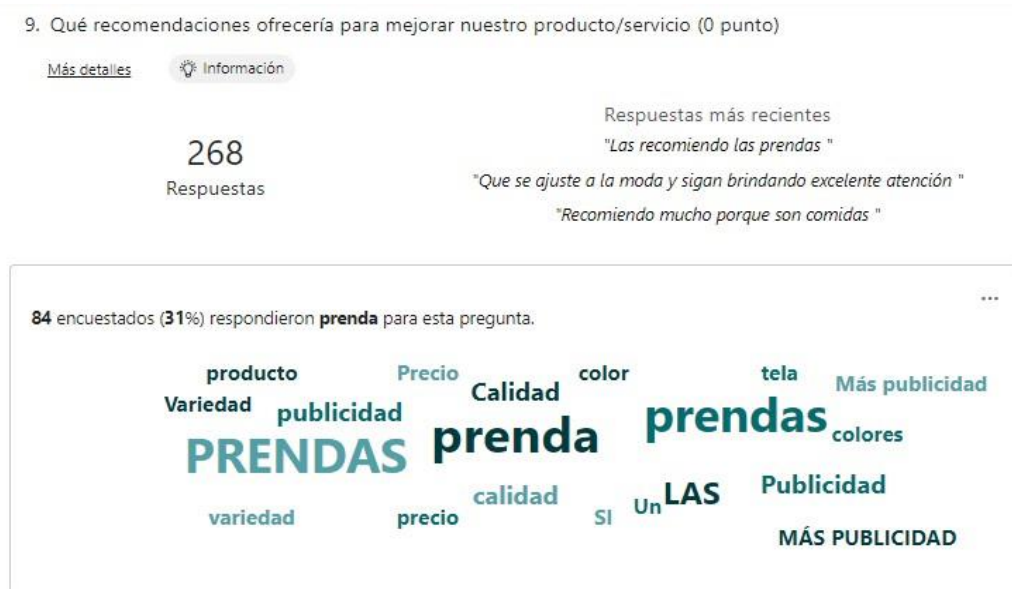 9. Qué recomendaciones ofrecería para mejorar nuestro producto/servicio (0 punto)
Más detalles
Información
268
Respuestas
Respuestas más recientes
"Las recomiendo las prendas "
"Que se ajuste a la moda y sigan brindando excelente atención "
"Recomiendo mucho porque son comidas "
...
84 encuestados (31%) respondieron prenda para esta pregunta.
producto Precio color tela
Variedad publicidad Calidad Más publicidad
PRENDAS prenda prendas colores
calidad Un LAS Publicidad
variedad precio SI
MÁS PUBLICIDAD